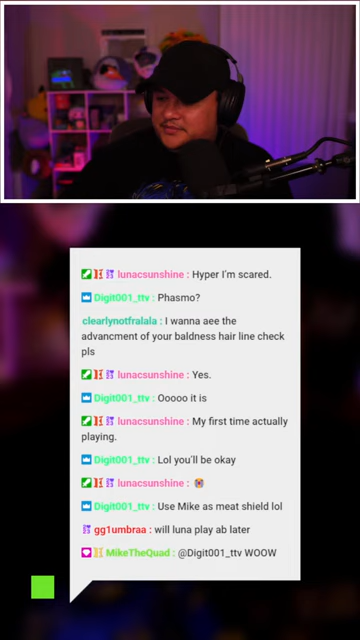 lunacsunshine : Hyper I'm scared.
Digit001_ttv : Phasmo?
clearlynotfralala : I wanna aee the
advancment of your baldness hair line check
pls
lunacsunshine : Yes.
Digit001_ttv : Ooooo it is
lunacsunshine : My first time actually
playing.
Digit001_ttv : Lol you'll be okay
lunacsunshine : 😭
Digit001_ttv : Use Mike as meat shield lol
gg1umbraa : will luna play ab later
MikeTheQuad : @Digit001_ttv WOOW